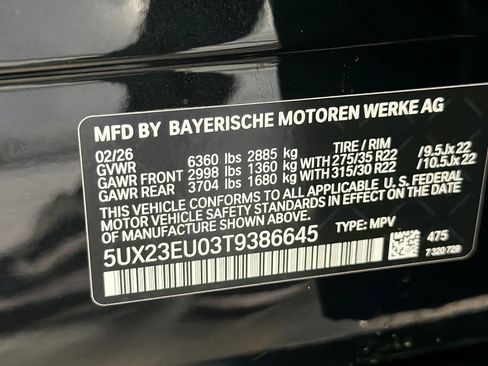 MFD BY BAYERISCHE MOTOREN WERKE AG
02/26 TIRE / RIM
GVWR 6360 lbs 2885 kg
GAWR FRONT 2998 lbs 1360 kg WITH 275/35 R22 / 9.5Jx22
GAWR REAR 3704 lbs 1680 kg WITH 315/30 R22 / 10.5Jx22
THIS VEHICLE CONFORMS TO ALL APPLICABLE U. S. FEDERAL
MOTOR VEHICLE SAFETY STANDARDS IN EFFECT ON THE DATE OF
MANUFACTURE SHOWN ABOVE.
5UX23EU03T9386645 TYPE: MPV
475
7 320 729